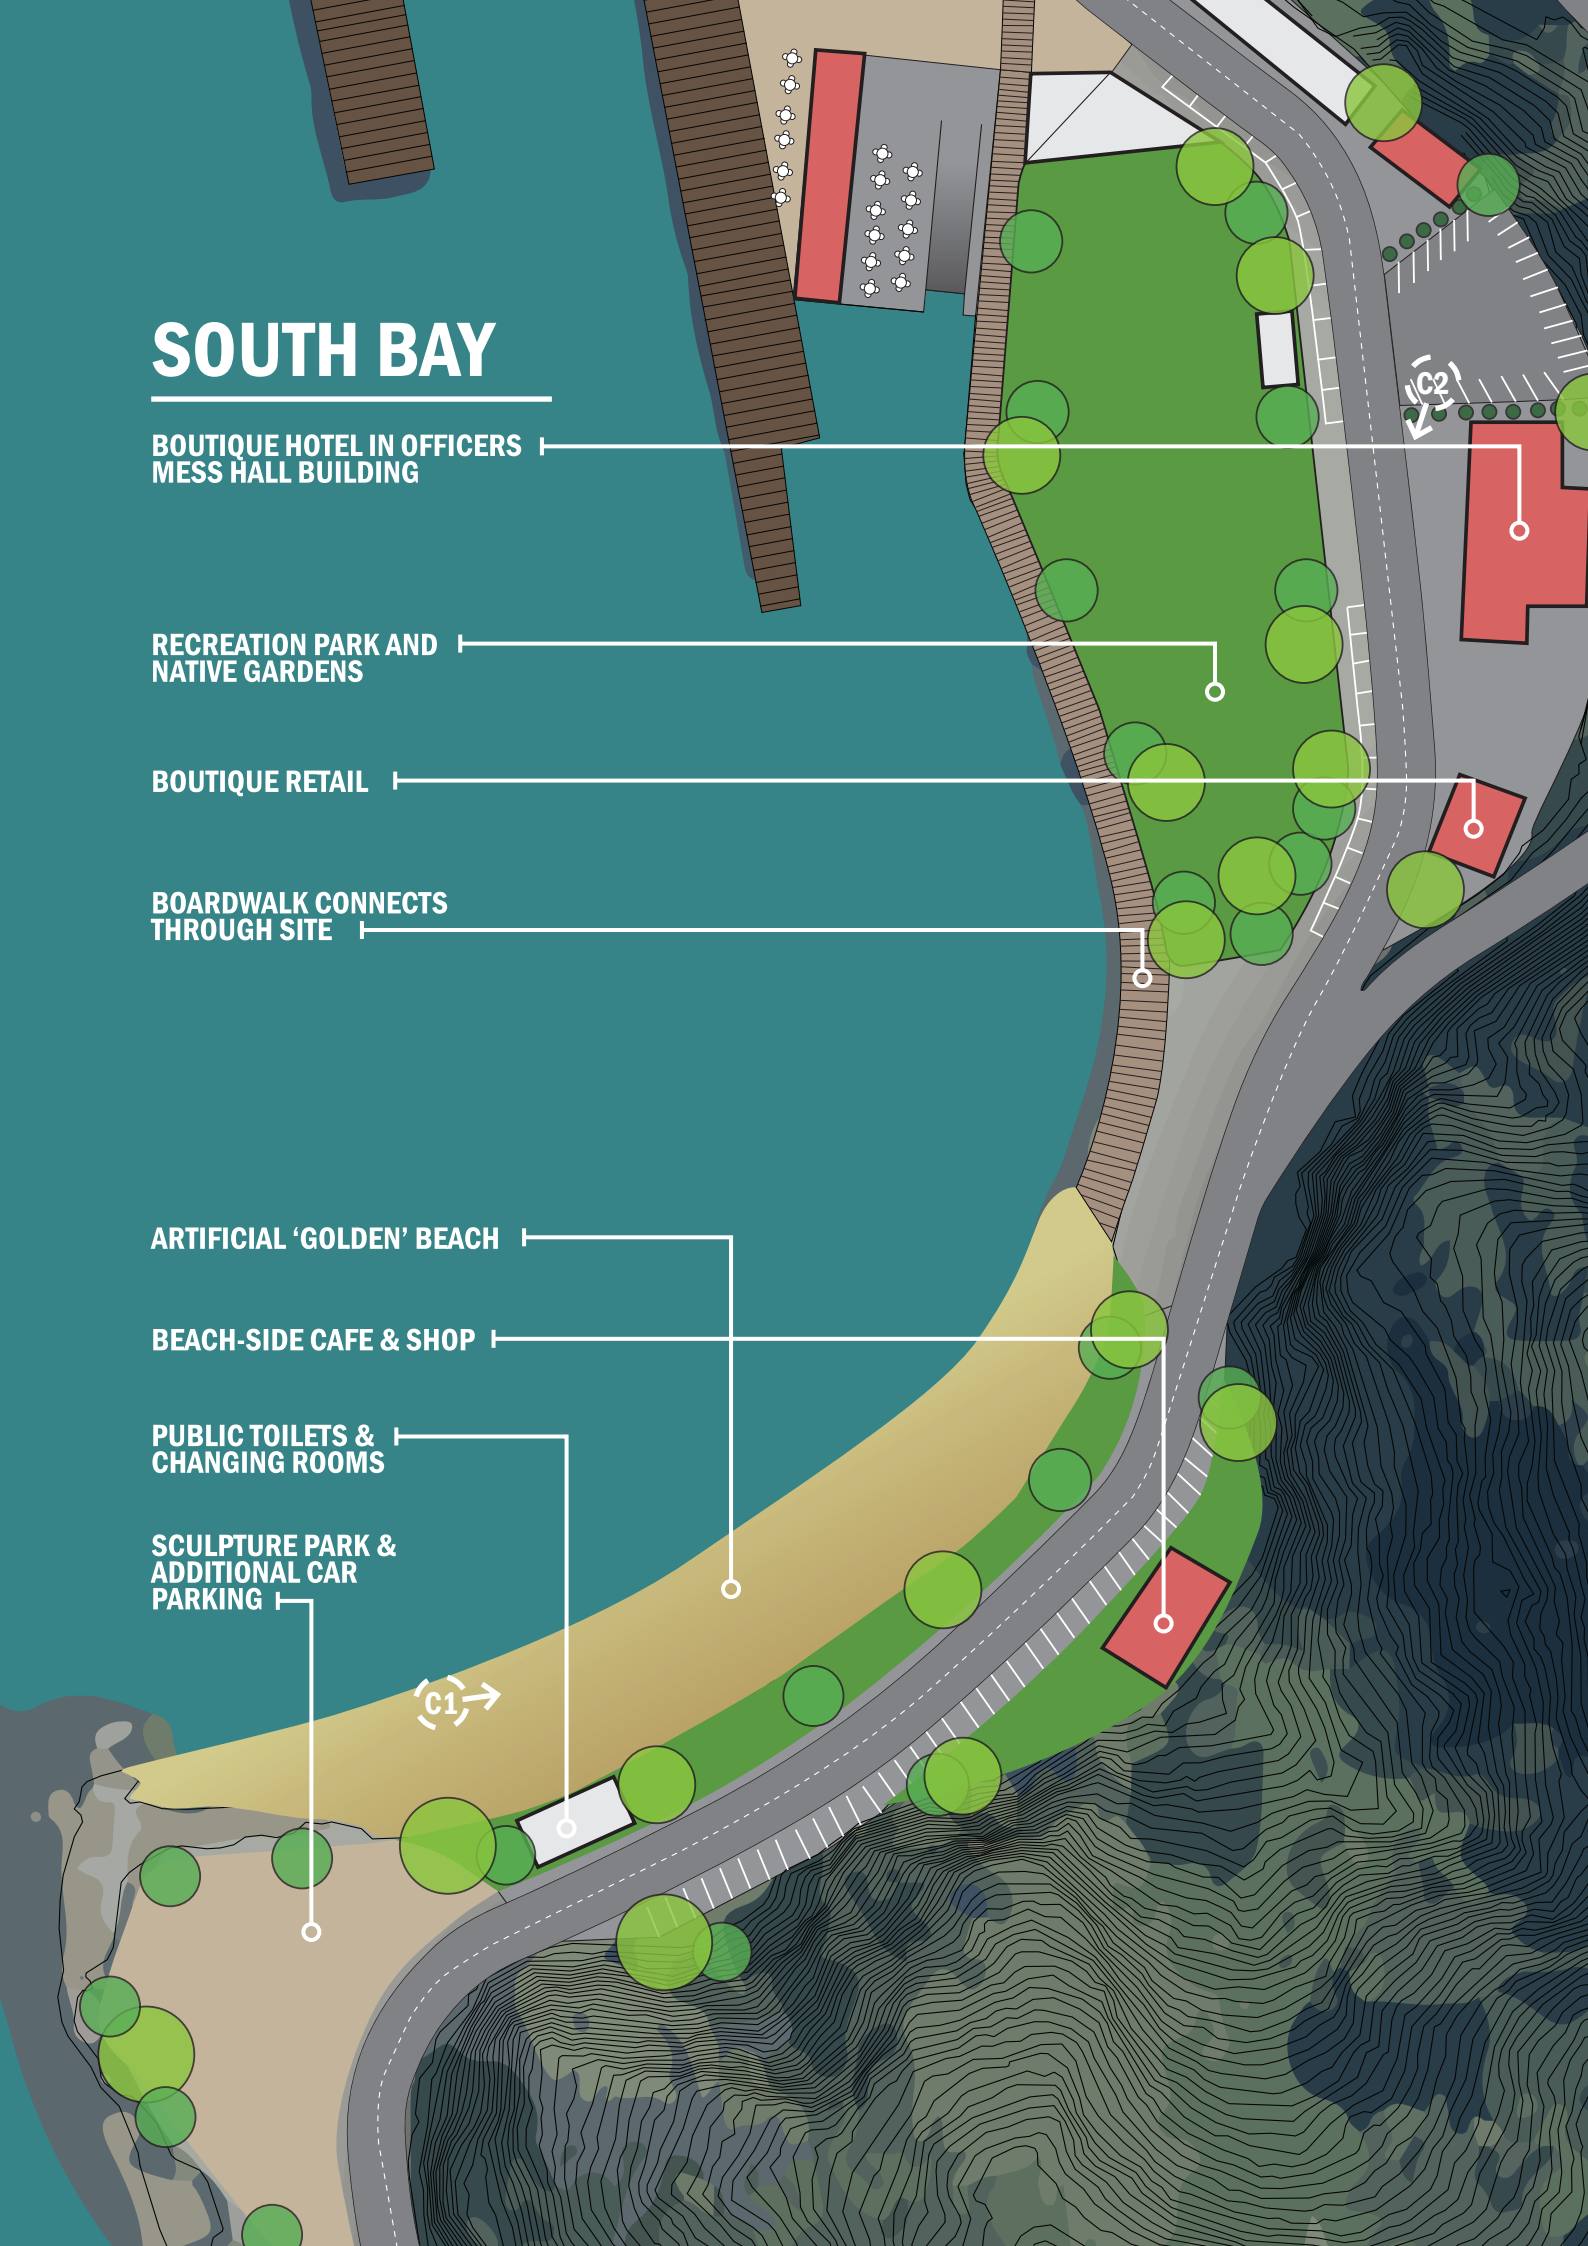 SOUTH BAY
BOUTIQUE HOTEL IN OFFICERS
MESS HALL BUILDING
C2
RECREATION PARK AND
NATIVE GARDENS
BOUTIQUE RETAIL
BOARDWALK CONNECTS
THROUGH SITE
ARTIFICIAL ‘GOLDEN’ BEACH
BEACH-SIDE CAFE & SHOP
PUBLIC TOILETS &
CHANGING ROOMS
SCULPTURE PARK &
ADDITIONAL CAR
PARKING
C1